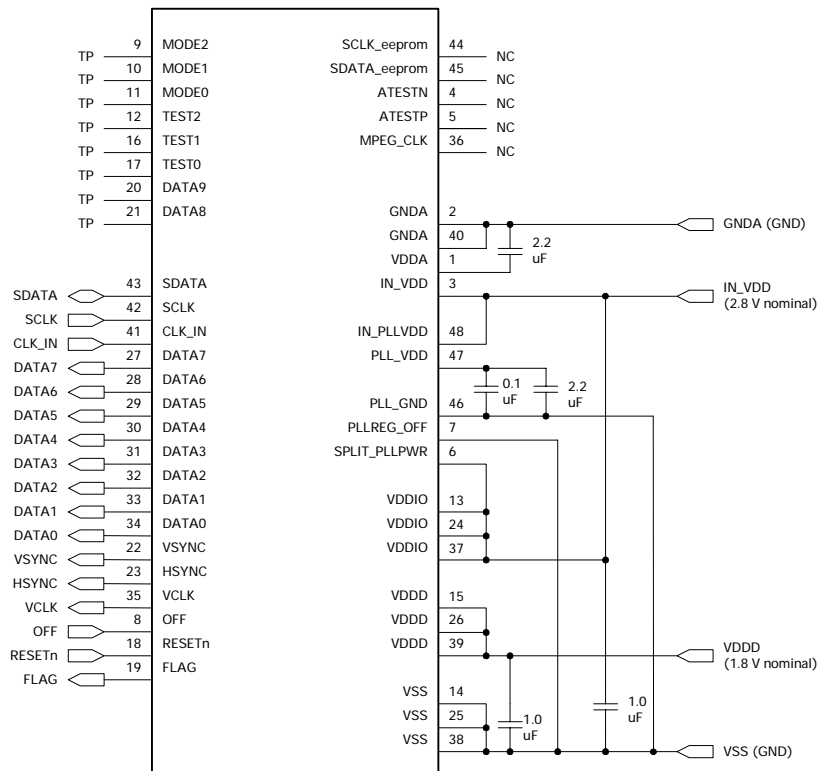 TP 9 MODE2
TP 10 MODE1
TP 11 MODE0
TP 12 TEST2
TP 16 TEST1
TP 17 TEST0
TP 20 DATA9
TP 21 DATA8
SDATA 43 SDATA
SCLK 42 SCLK
CLK_IN 41 CLK_IN
DATA7 27 DATA7
DATA6 28 DATA6
DATA5 29 DATA5
DATA4 30 DATA4
DATA3 31 DATA3
DATA2 32 DATA2
DATA1 33 DATA1
DATA0 34 DATA0
VSYNC 22 VSYNC
HSYNC 23 HSYNC
VCLK 35 VCLK
OFF 8 OFF
RESETn 18 RESETn
FLAG 19 FLAG
SCLK_eeprom 44 NC
SDATA_eeprom 45 NC
ATESTN 4 NC
ATESTP 5 NC
MPEG_CLK 36 NC
GNDA 2 GNDA (GND)
GNDA 40
2.2
uF
VDDA 1
IN_VDD 3 IN_VDD
(2.8 V nominal)
IN_PLLVDD 48
PLL_VDD 47
0.1
uF
2.2
uF
PLL_GND 46
PLLREG_OFF 7
SPLIT_PLLPWR 6
VDDIO 13
VDDIO 24
VDDIO 37
VDDD 15
VDDD 26
VDDD 39 VDDD
(1.8 V nominal)
VSS 14
VSS 25
VSS 38 VSS (GND)
1.0
uF
1.0
uF